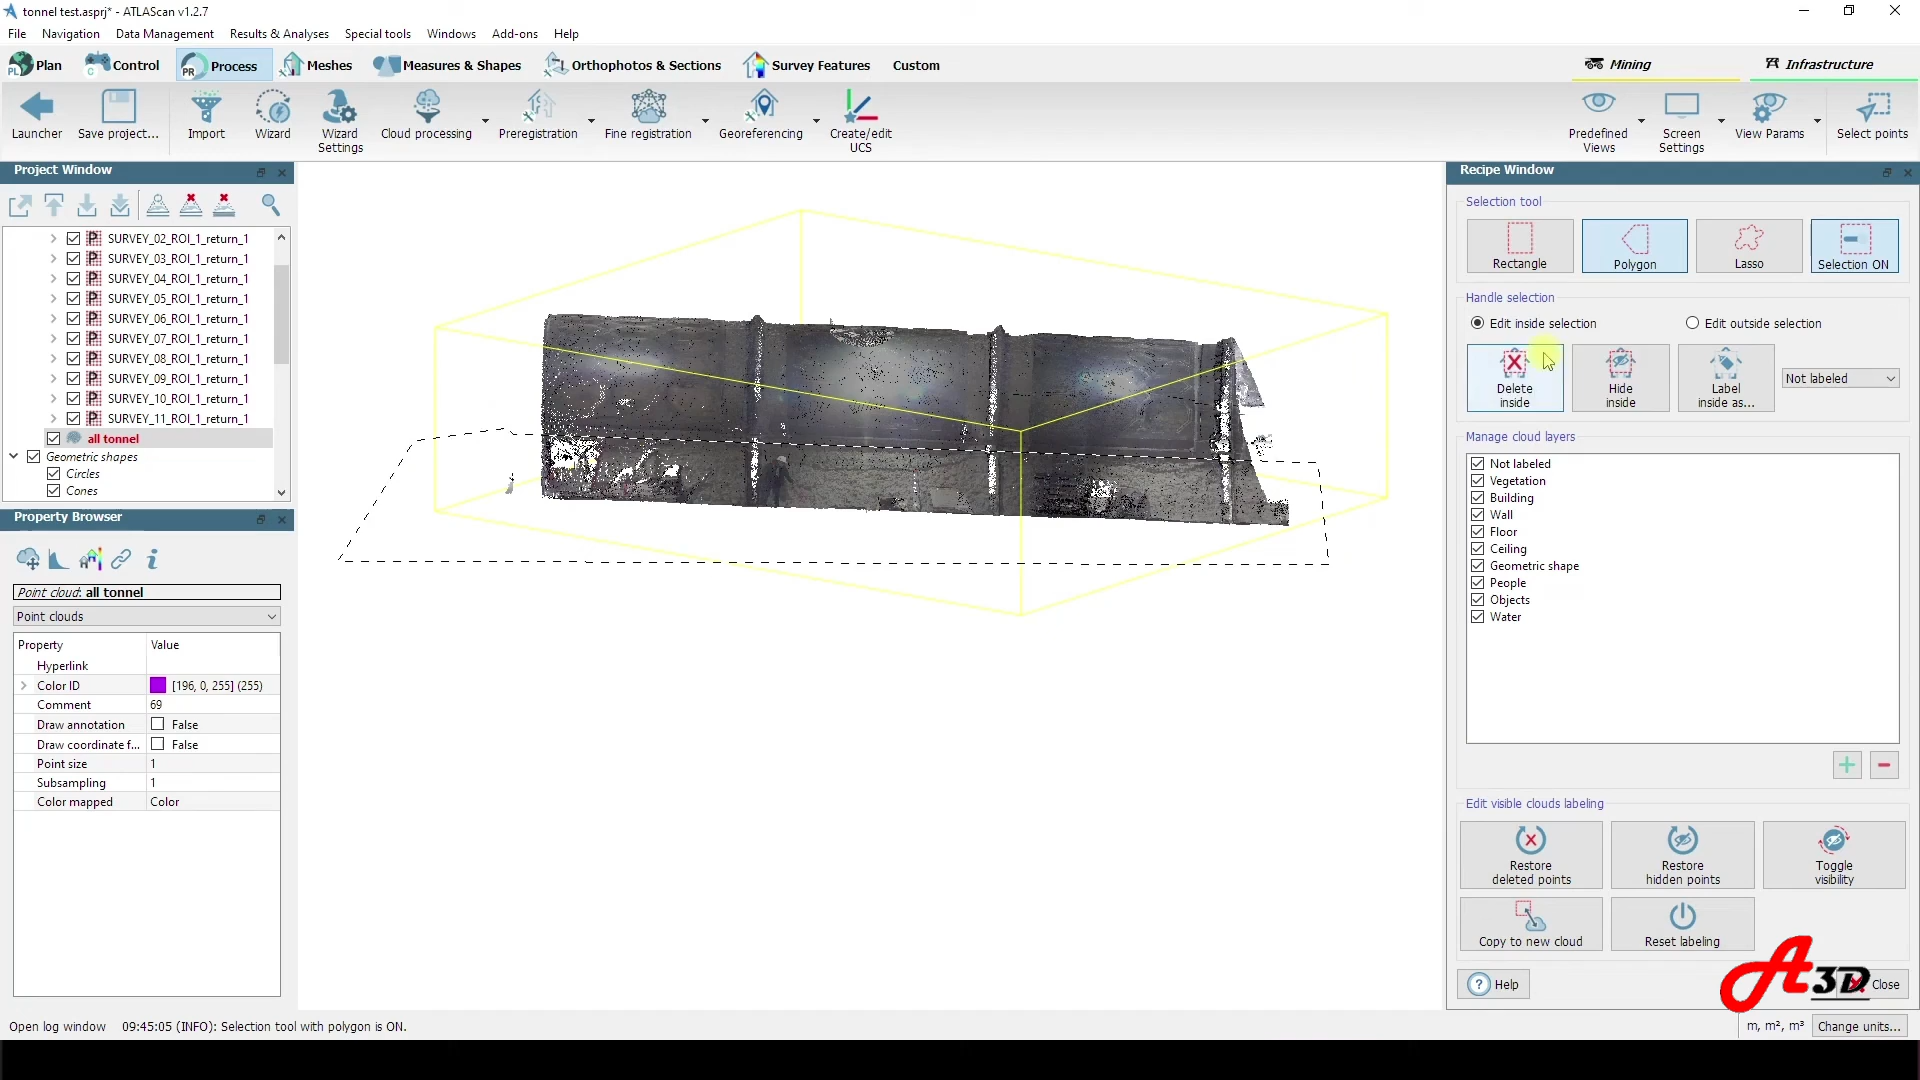 tonnel test.asprj* - ATLAScan v1.2.7
File Navigation Data Management Results & Analyses Special tools Windows Add-ons Help
PL Plan C Control PR Process Meshes Measures & Shapes Orthophotos & Sections Survey Features Custom Mining Infrastructure
Launcher Save project... Import Wizard Wizard Settings Cloud processing Preregistration Fine registration Georeferencing Create/edit UCS Predefined Views Screen Settings View Params Select points
Project Window
SURVEY_02_ROI_1_return_1
SURVEY_03_ROI_1_return_1
SURVEY_04_ROI_1_return_1
SURVEY_05_ROI_1_return_1
SURVEY_06_ROI_1_return_1
SURVEY_07_ROI_1_return_1
SURVEY_08_ROI_1_return_1
SURVEY_09_ROI_1_return_1
SURVEY_10_ROI_1_return_1
SURVEY_11_ROI_1_return_1
all tonnel
Geometric shapes
Circles
Cones
Property Browser
Point cloud: all tonnel
Point clouds
Property Value
Hyperlink
Color ID [196, 0, 255] (255)
Comment 69
Draw annotation False
Draw coordinate f... False
Point size 1
Subsampling 1
Color mapped Color
Recipe Window
Selection tool
Rectangle Polygon Lasso Selection ON
Handle selection
Edit inside selection Edit outside selection
Delete inside Hide inside Label inside as... Not labeled
Manage cloud layers
Not labeled
Vegetation
Building
Wall
Floor
Ceiling
Geometric shape
People
Objects
Water
Edit visible clouds labeling
Restore deleted points Restore hidden points Toggle visibility
Copy to new cloud Reset labeling
Help Close
A3D
Open log window 09:45:05 (INFO): Selection tool with polygon is ON.
m, m², m³ Change units...